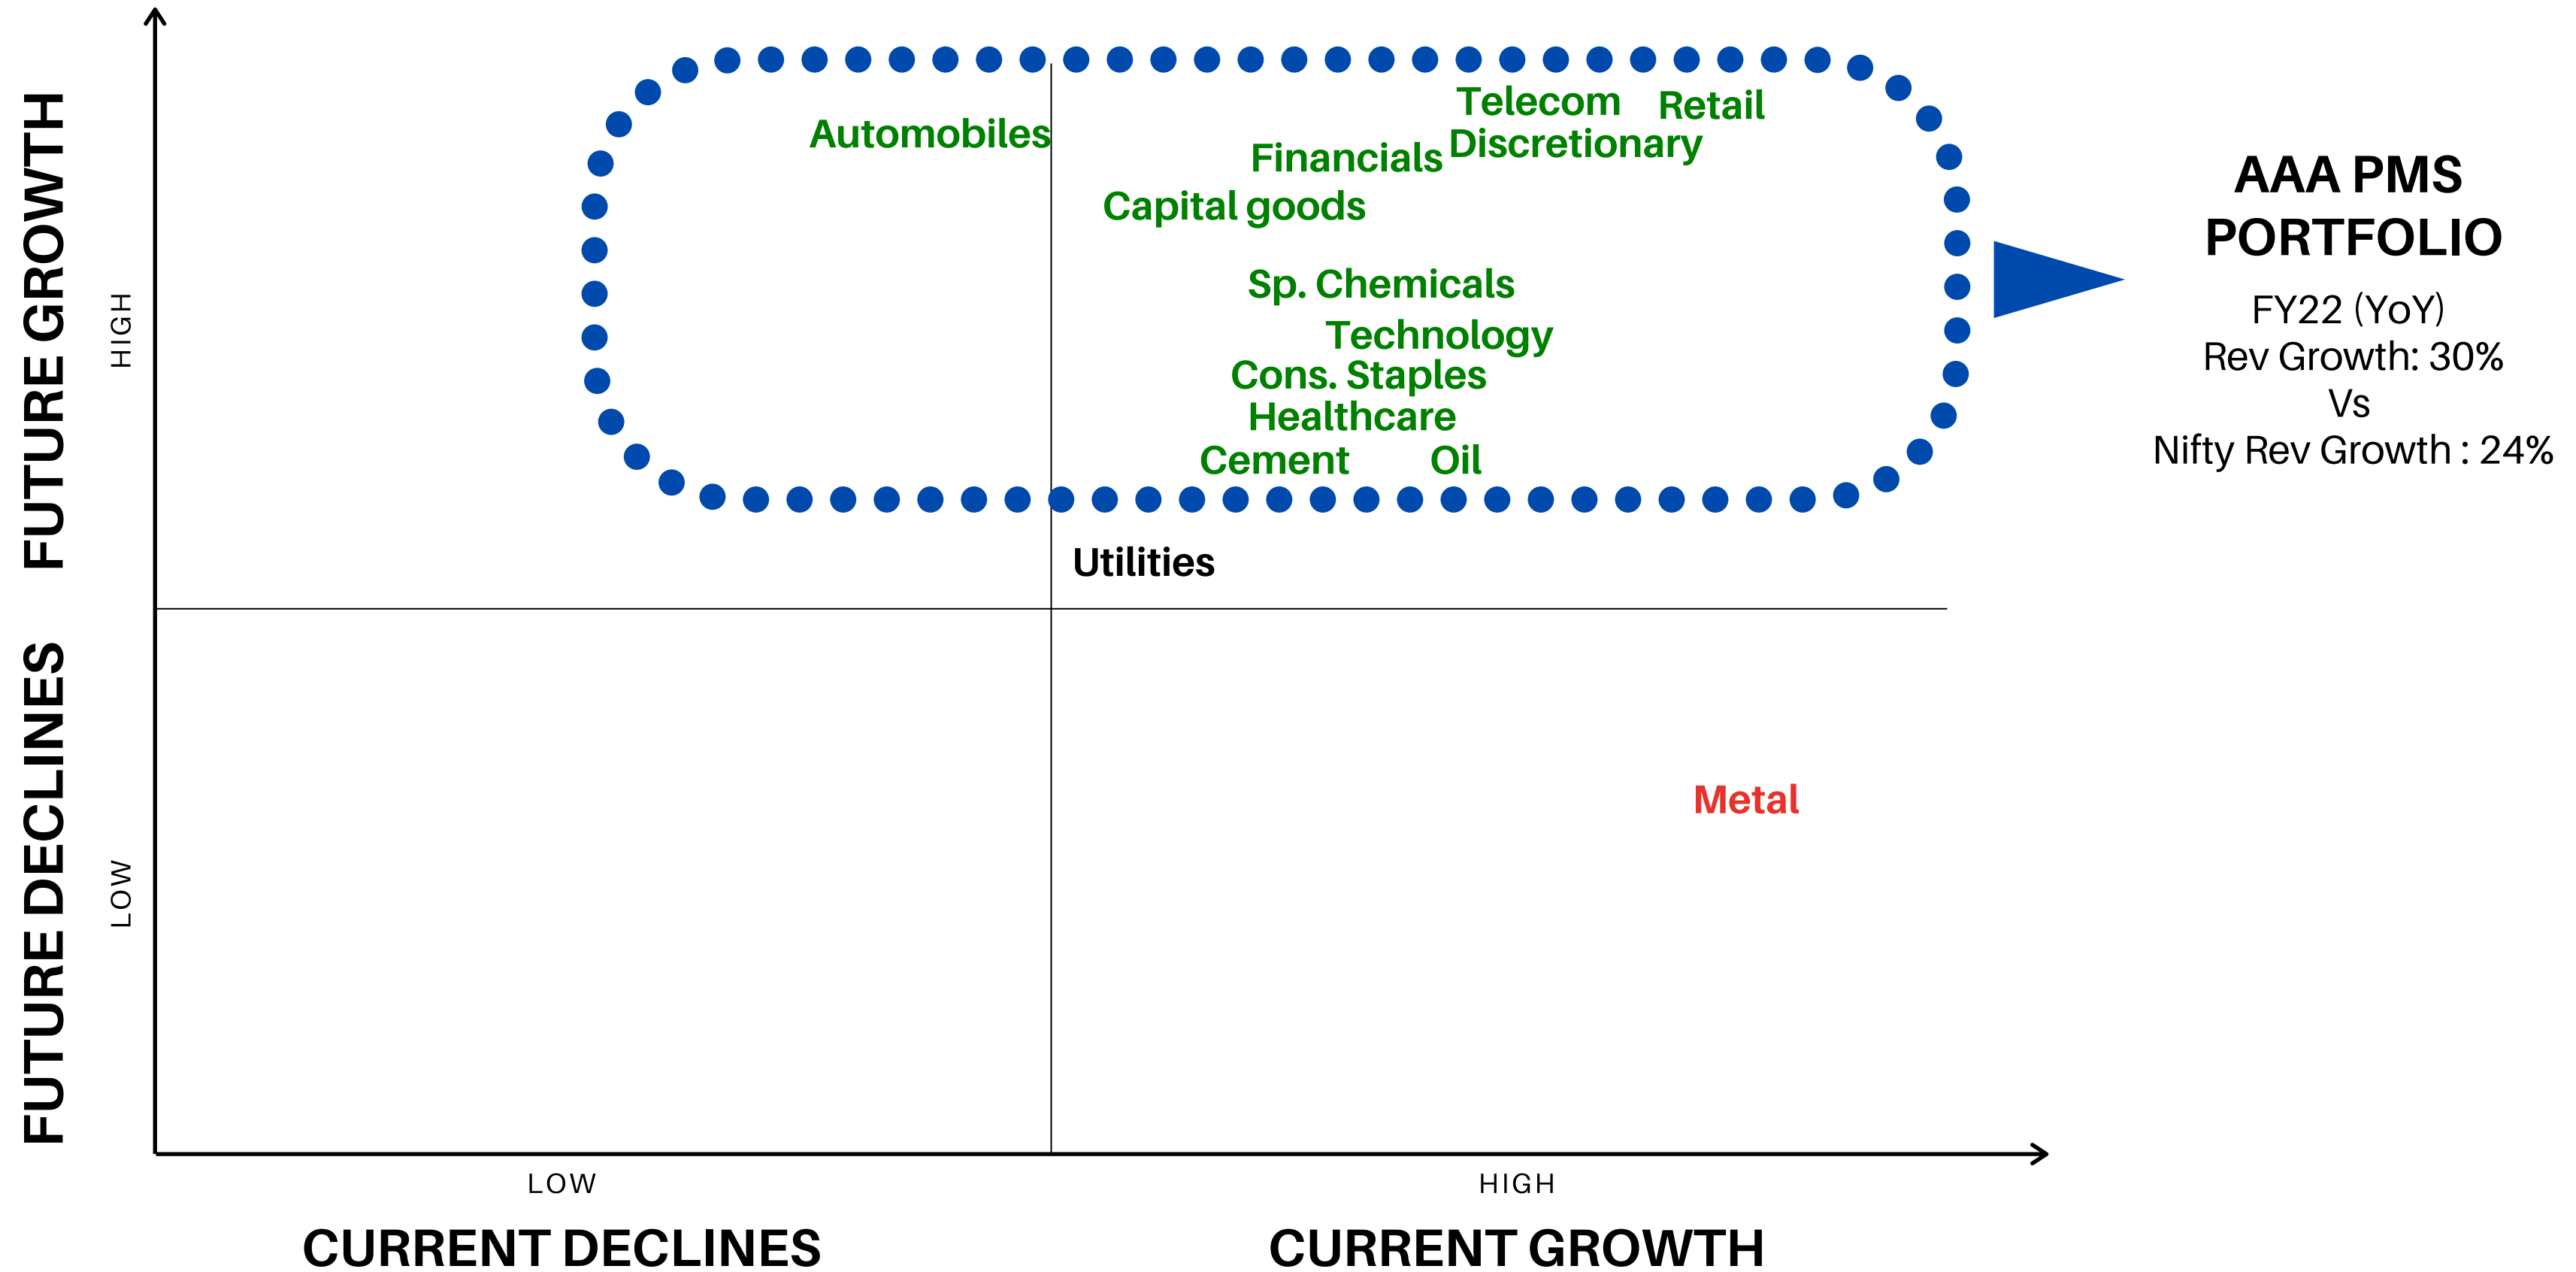 FUTURE GROWTH
HIGH
Automobiles
Telecom
Retail
Discretionary
Financials
Capital goods
Sp. Chemicals
Technology
Cons. Staples
Healthcare
Cement
Oil
Utilities
AAA PMS
PORTFOLIO
FY22 (YoY)
Rev Growth: 30%
Vs
Nifty Rev Growth : 24%
FUTURE DECLINES
LOW
Metal
LOW
HIGH
CURRENT DECLINES
CURRENT GROWTH